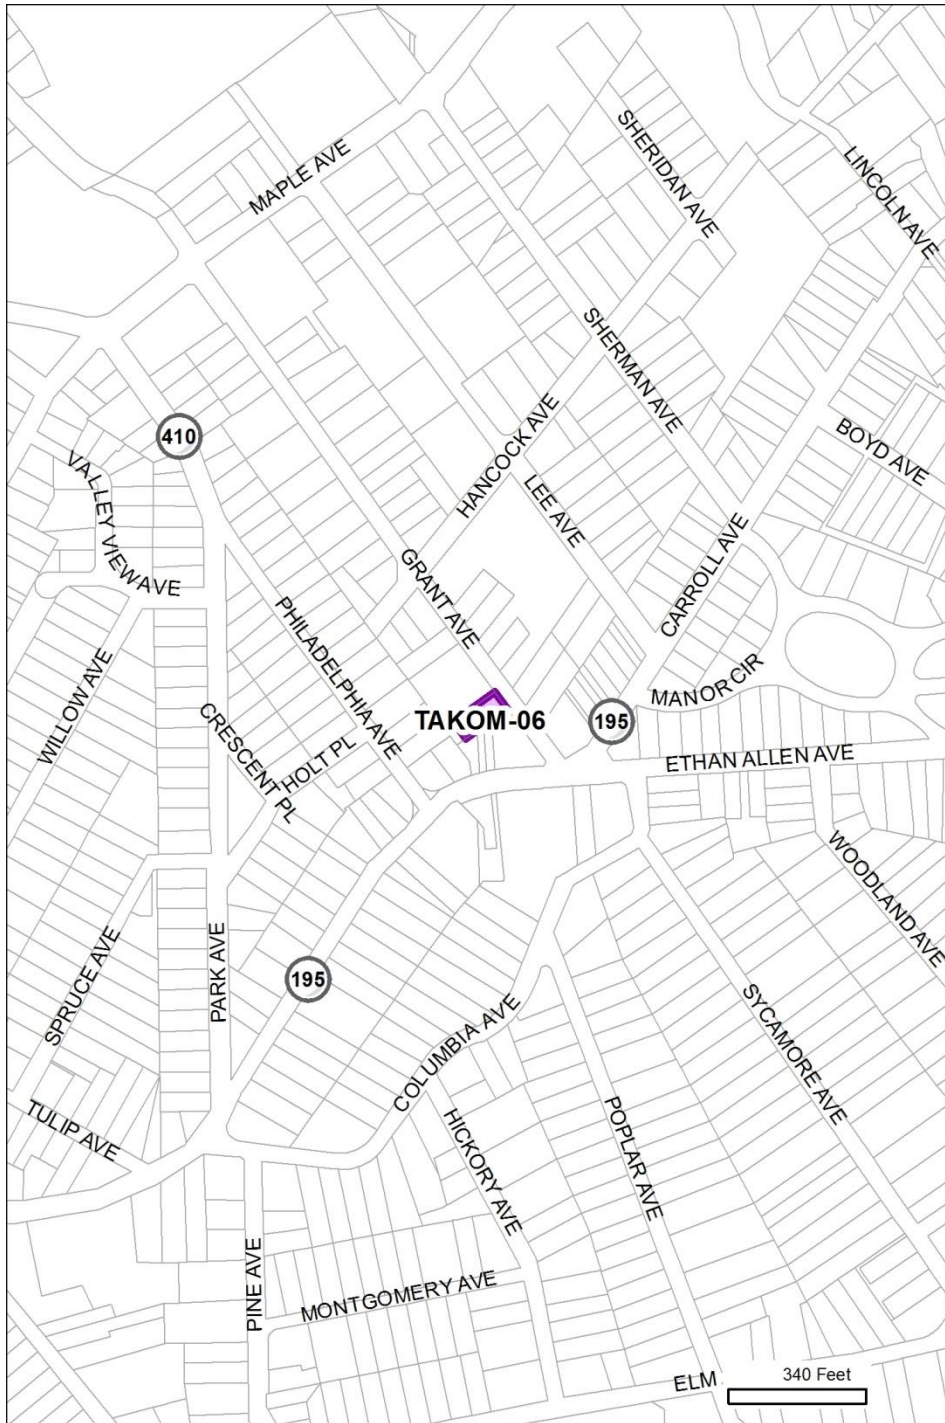 SHERIDAN AVE
MAPLE AVE
LINCOLN AVE
SHERMAN AVE
410
HANCOCK AVE
BOYD AVE
VALLEY VIEW AVE
LEE AVE
CARROLL AVE
GRANT AVE
PHILADELPHIA AVE
WILLOW AVE
MANOR CIR
TAKOM-06
195
CRESCENT PL
HOLT PL
ETHAN ALLEN AVE
WOODLAND AVE
SPRUCE AVE
PARK AVE
195
SYCAMORE AVE
COLUMBIA AVE
TULIP AVE
HICKORY AVE
POPLAR AVE
PINE AVE
MONTGOMERY AVE
ELM
340 Feet